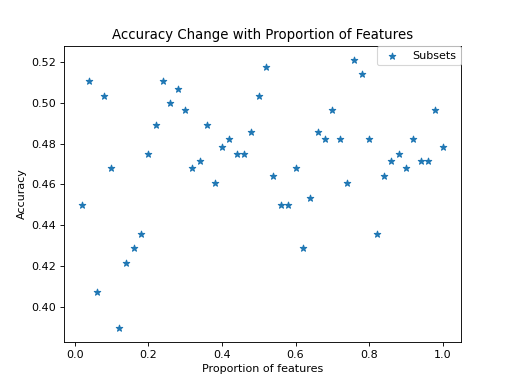 Accuracy Change with Proportion of Features
Subsets
0.52
0.50
0.48
0.46
0.44
0.42
0.40
Accuracy
0.0 0.2 0.4 0.6 0.8 1.0
Proportion of features